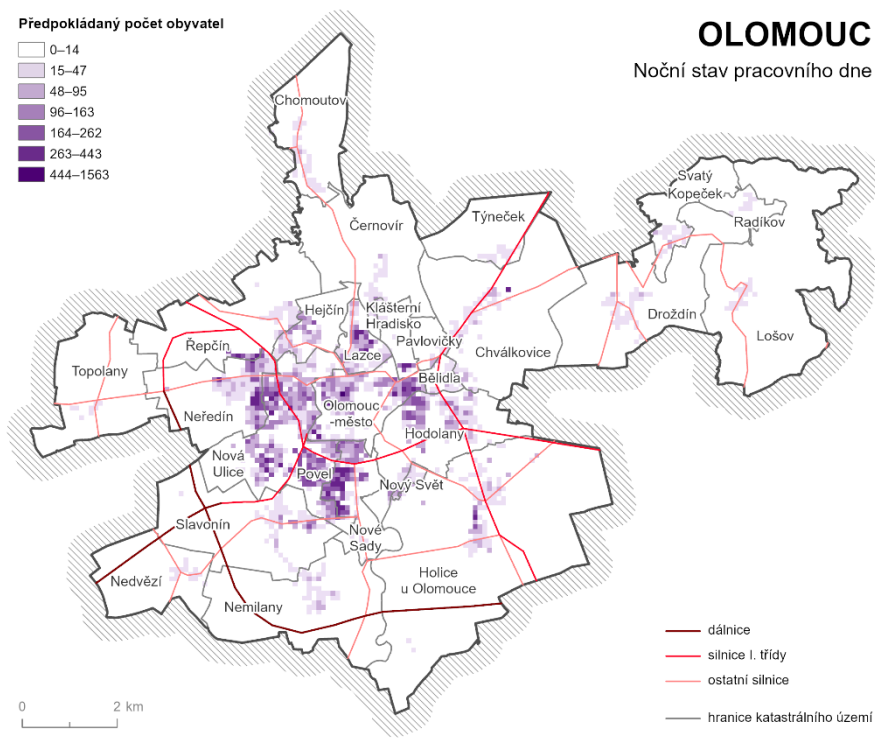 Předpokládaný počet obyvatel
0–14
15–47
48–95
96–163
164–262
263–443
444–1563
OLOMOUC
Noční stav pracovního dne
Chomoutov
Svatý
Kopeček
Radíkov
Týneček
Černovír
Hejčín
Klášterní
Hradisko
Droždín
Lošov
Řepčín
Pavlovičky
Chválkovice
Lazce
Topolany
Bělidla
Neředín
Olomouc
-město
Hodolany
Nová
Ulice
Povel
Nový Svět
Slavonín
Nové
Sady
Nedvězí
Holice
u Olomouce
Nemilany
dálnice
silnice I. třídy
ostatní silnice
hranice katastrálního území
0 2 km